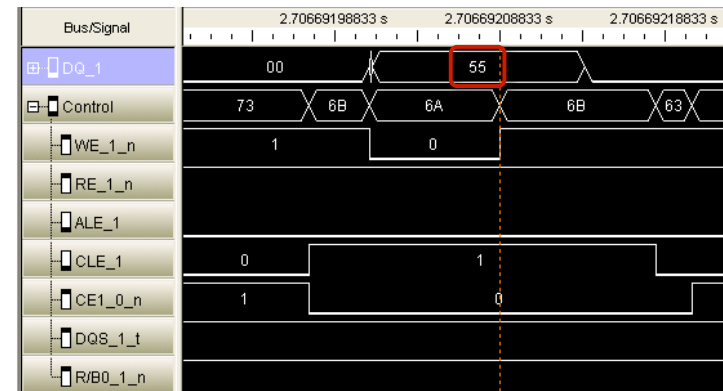 Bus/Signal
2.70669198833 s 2.70669208833 s 2.70669218833 s
DQ_1 00 55
Control 73 6B 6A 6B 63
WE_1_n 1 0
RE_1_n
ALE_1
CLE_1 0 1
CE1_0_n 1 0
DQS_1_t
R/B0_1_n